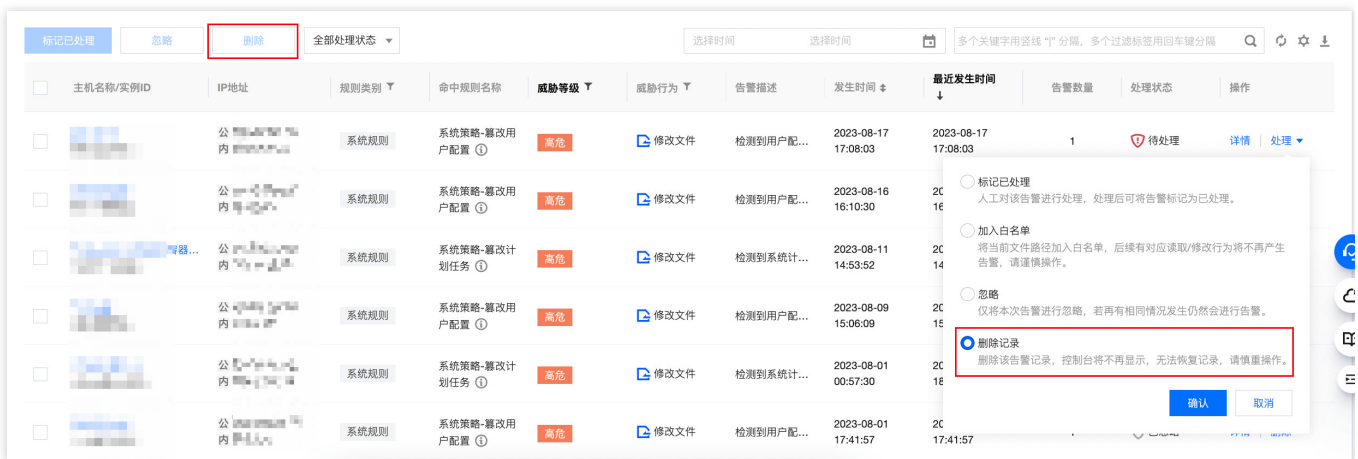 标记已处理 忽略 删除 全部处理状态 选择时间 选择时间 多个关键字用竖线 "|" 分隔，多个过滤标签用回车键分隔
主机名称/实例ID IP地址 规则类别 命中规则名称 威胁等级 威胁行为 告警描述 发生时间 最近发生时间 告警数量 处理状态 操作
公 系统规则 系统策略-篡改用 高危 修改文件 检测到用户配... 2023-08-17 2023-08-17 1 待处理 详情 处理
内 户配置 17:08:03 17:08:03
公 系统规则 系统策略-篡改用 高危 修改文件 检测到用户配... 2023-08-16 20
内 户配置 16:10:30 16
公 系统规则 系统策略-篡改计 高危 修改文件 检测到系统计... 2023-08-11 20
内 划任务 14:53:52 14
公 系统规则 系统策略-篡改用 高危 修改文件 检测到用户配... 2023-08-09 20
内 户配置 15:06:09 15
公 系统规则 系统策略-篡改计 高危 修改文件 检测到系统计... 2023-08-01 20
内 划任务 00:57:30 18
公 系统规则 系统策略-篡改用 高危 修改文件 检测到用户配... 2023-08-01 20
内 户配置 17:41:57 17:41:57
标记已处理
人工对该告警进行处理，处理后可将告警标记为已处理。
加入白名单
将当前文件路径加入白名单，后续有对应读取/修改行为将不再产生
告警，请谨慎操作。
忽略
仅将本次告警进行忽略，若再有相同情况发生仍然会进行告警。
删除记录
删除该告警记录，控制台将不再显示，无法恢复记录，请慎重操作。
确认 取消